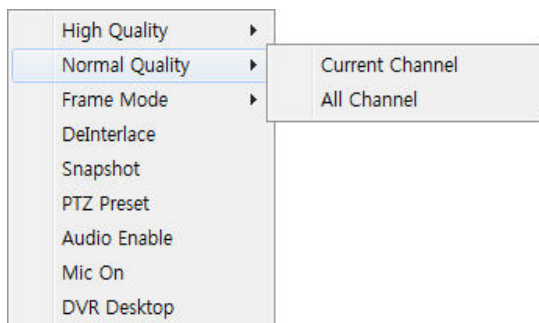 High Quality
Normal Quality
Current Channel
Frame Mode
All Channel
DeInterlace
Snapshot
PTZ Preset
Audio Enable
Mic On
DVR Desktop